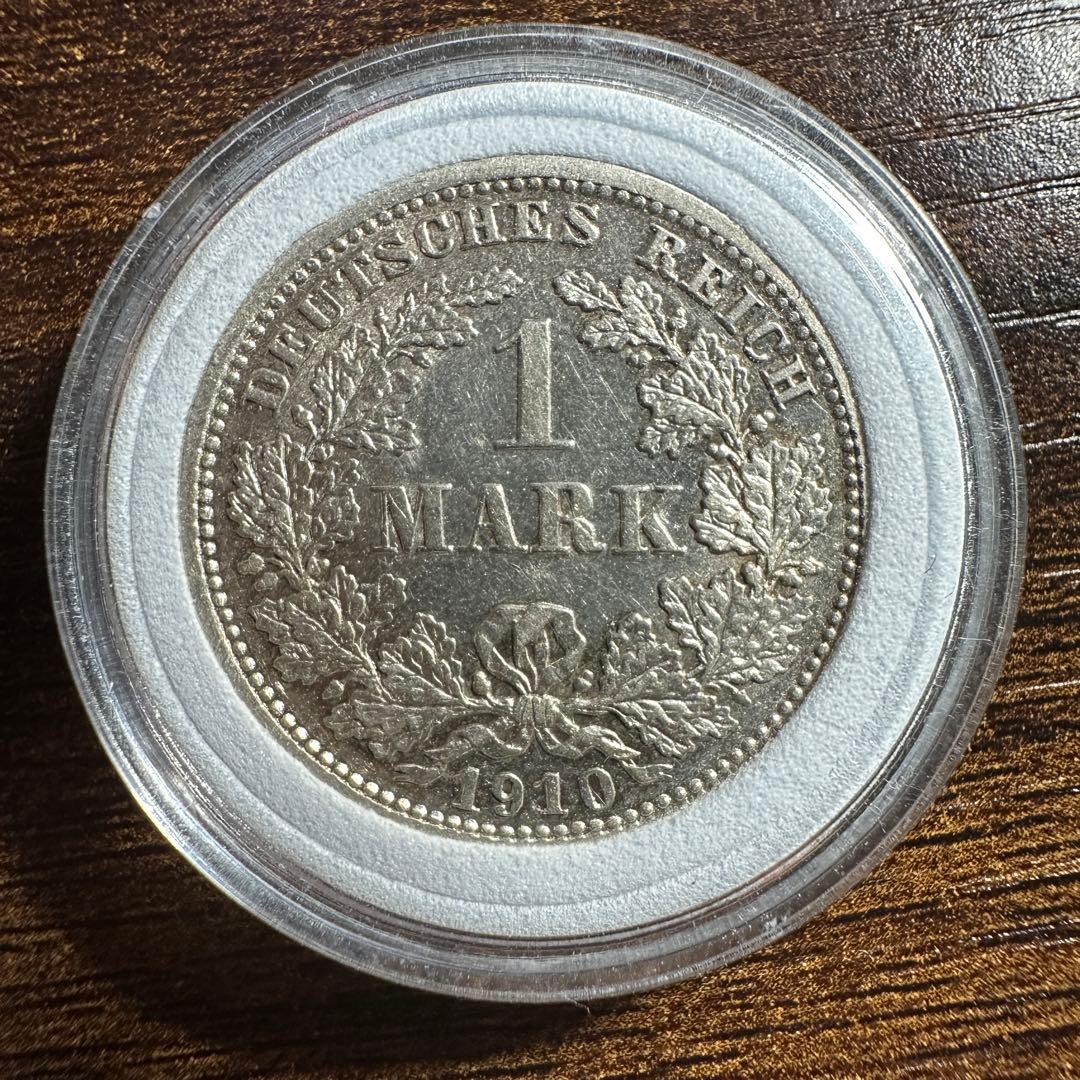 DEUTSCHES REICH
1
MARK
1910